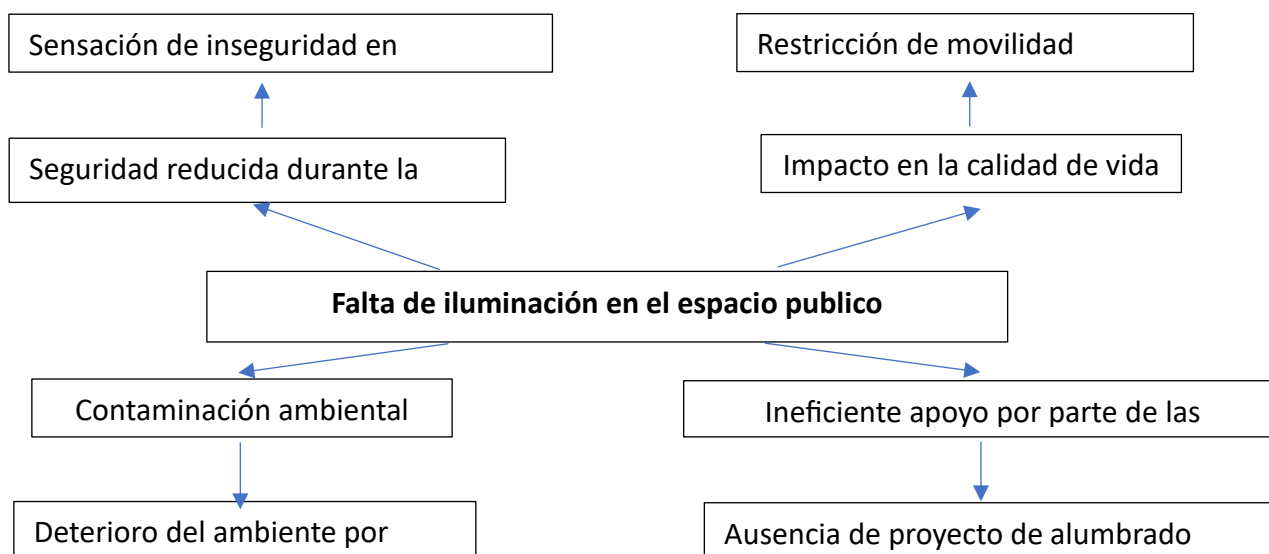 Sensación de inseguridad en
Restricción de movilidad
Seguridad reducida durante la
Impacto en la calidad de vida
Falta de iluminación en el espacio publico
Contaminación ambiental
Ineficiente apoyo por parte de las
Deterioro del ambiente por
Ausencia de proyecto de alumbrado